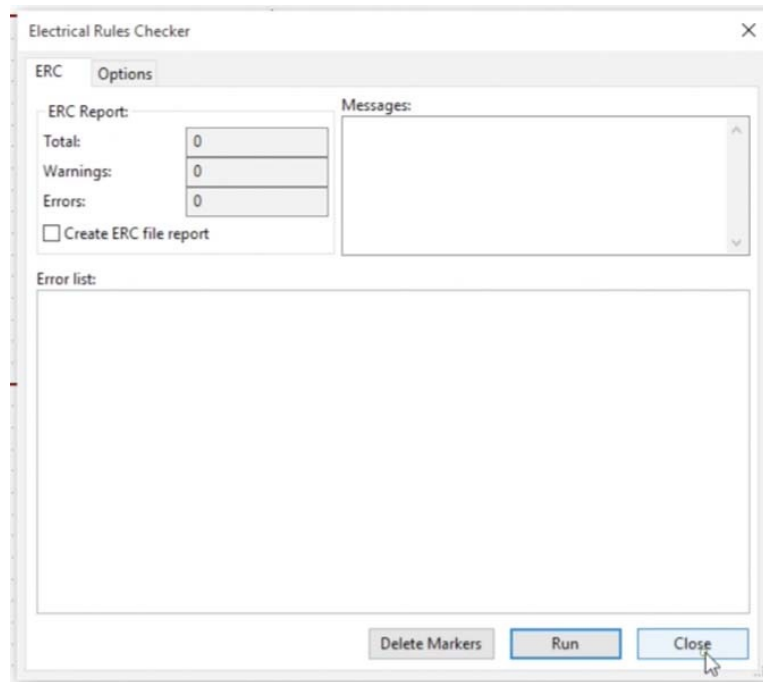 Electrical Rules Checker
ERC Options
ERC Report:
Total: 0
Warnings: 0
Errors: 0
Create ERC file report
Messages:
Error list:
Delete Markers Run Close